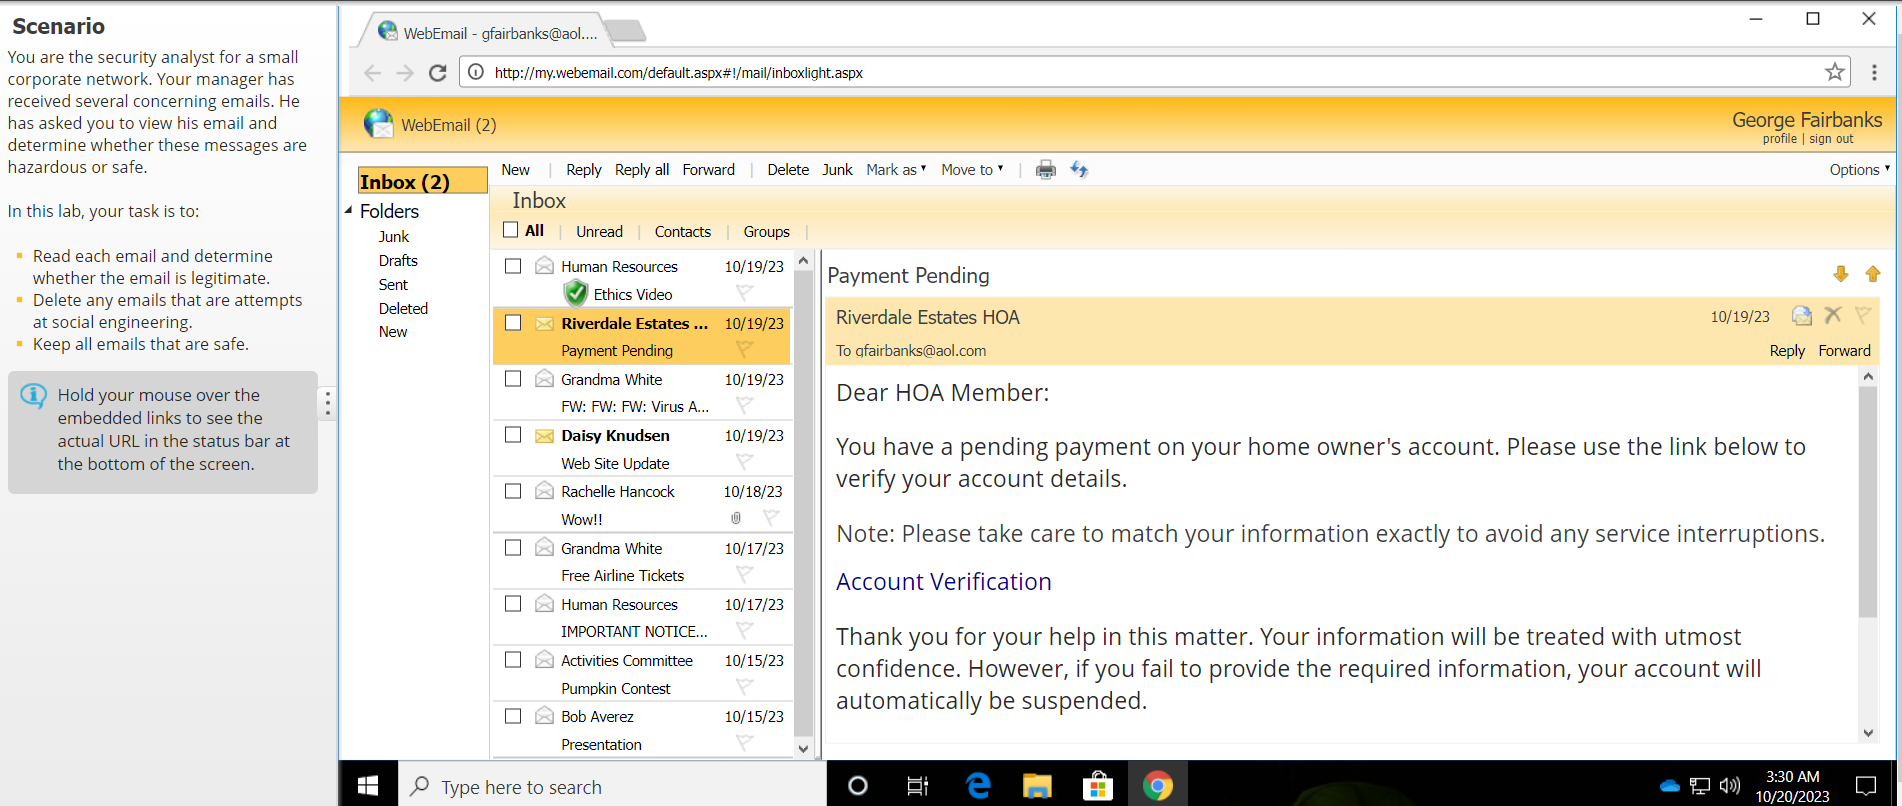 Scenario
You are the security analyst for a small
corporate network. Your manager has
received several concerning emails. He
has asked you to view his email and
determine whether these messages are
hazardous or safe.
In this lab, your task is to:
Read each email and determine
whether the email is legitimate.
Delete any emails that are attempts
at social engineering.
Keep all emails that are safe.
Hold your mouse over the
embedded links to see the
actual URL in the status bar at
the bottom of the screen.
WebEmail - gfairbanks@aol....
http://my.webemail.com/default.aspx#!/mail/inboxlight.aspx
WebEmail (2)
George Fairbanks
profile | sign out
Inbox (2)
Folders
Junk
Drafts
Sent
Deleted
New
New | Reply Reply all Forward | Delete Junk Mark as Move to | Options
Inbox
All | Unread | Contacts | Groups |
Human Resources 10/19/23
Ethics Video
Riverdale Estates ... 10/19/23
Payment Pending
Grandma White 10/19/23
FW: FW: FW: Virus A...
Daisy Knudsen 10/19/23
Web Site Update
Rachelle Hancock 10/18/23
Wow!!
Grandma White 10/17/23
Free Airline Tickets
Human Resources 10/17/23
IMPORTANT NOTICE...
Activities Committee 10/15/23
Pumpkin Contest
Bob Averez 10/15/23
Presentation
Payment Pending
Riverdale Estates HOA 10/19/23
To gfairbanks@aol.com Reply Forward
Dear HOA Member:
You have a pending payment on your home owner's account. Please use the link below to
verify your account details.
Note: Please take care to match your information exactly to avoid any service interruptions.
Account Verification
Thank you for your help in this matter. Your information will be treated with utmost
confidence. However, if you fail to provide the required information, your account will
automatically be suspended.
Type here to search
3:30 AM
10/20/2023